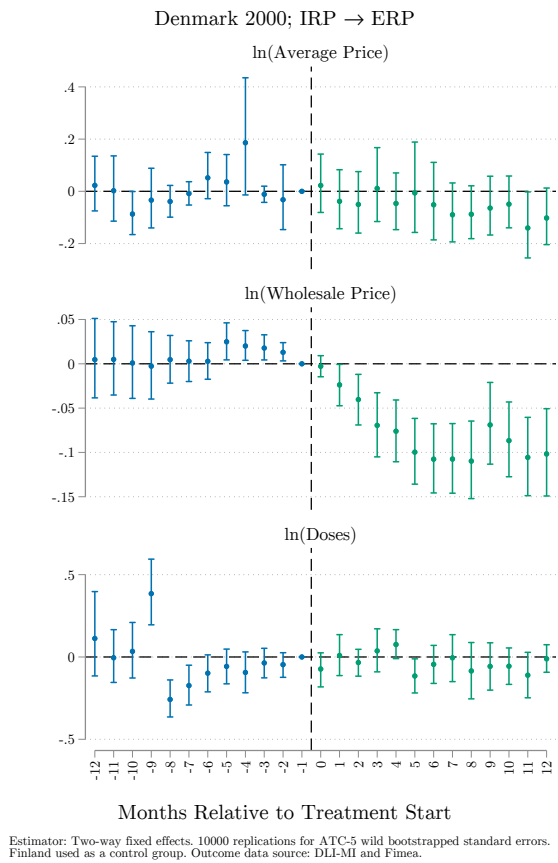 Denmark 2000; IRP → ERP
ln(Average Price)
.4
.2
0
-.2
ln(Wholesale Price)
.05
0
-.05
-.1
-.15
ln(Doses)
.5
0
-.5
-12 -11 -10 -9 -8 -7 -6 -5 -4 -3 -2 -1 0 1 2 3 4 5 6 7 8 9 10 11 12
Months Relative to Treatment Start
Estimator: Two-way fixed effects. 10000 replications for ATC-5 wild bootstrapped standard errors.
Finland used as a control group. Outcome data source: DLI-MI and Fimea.